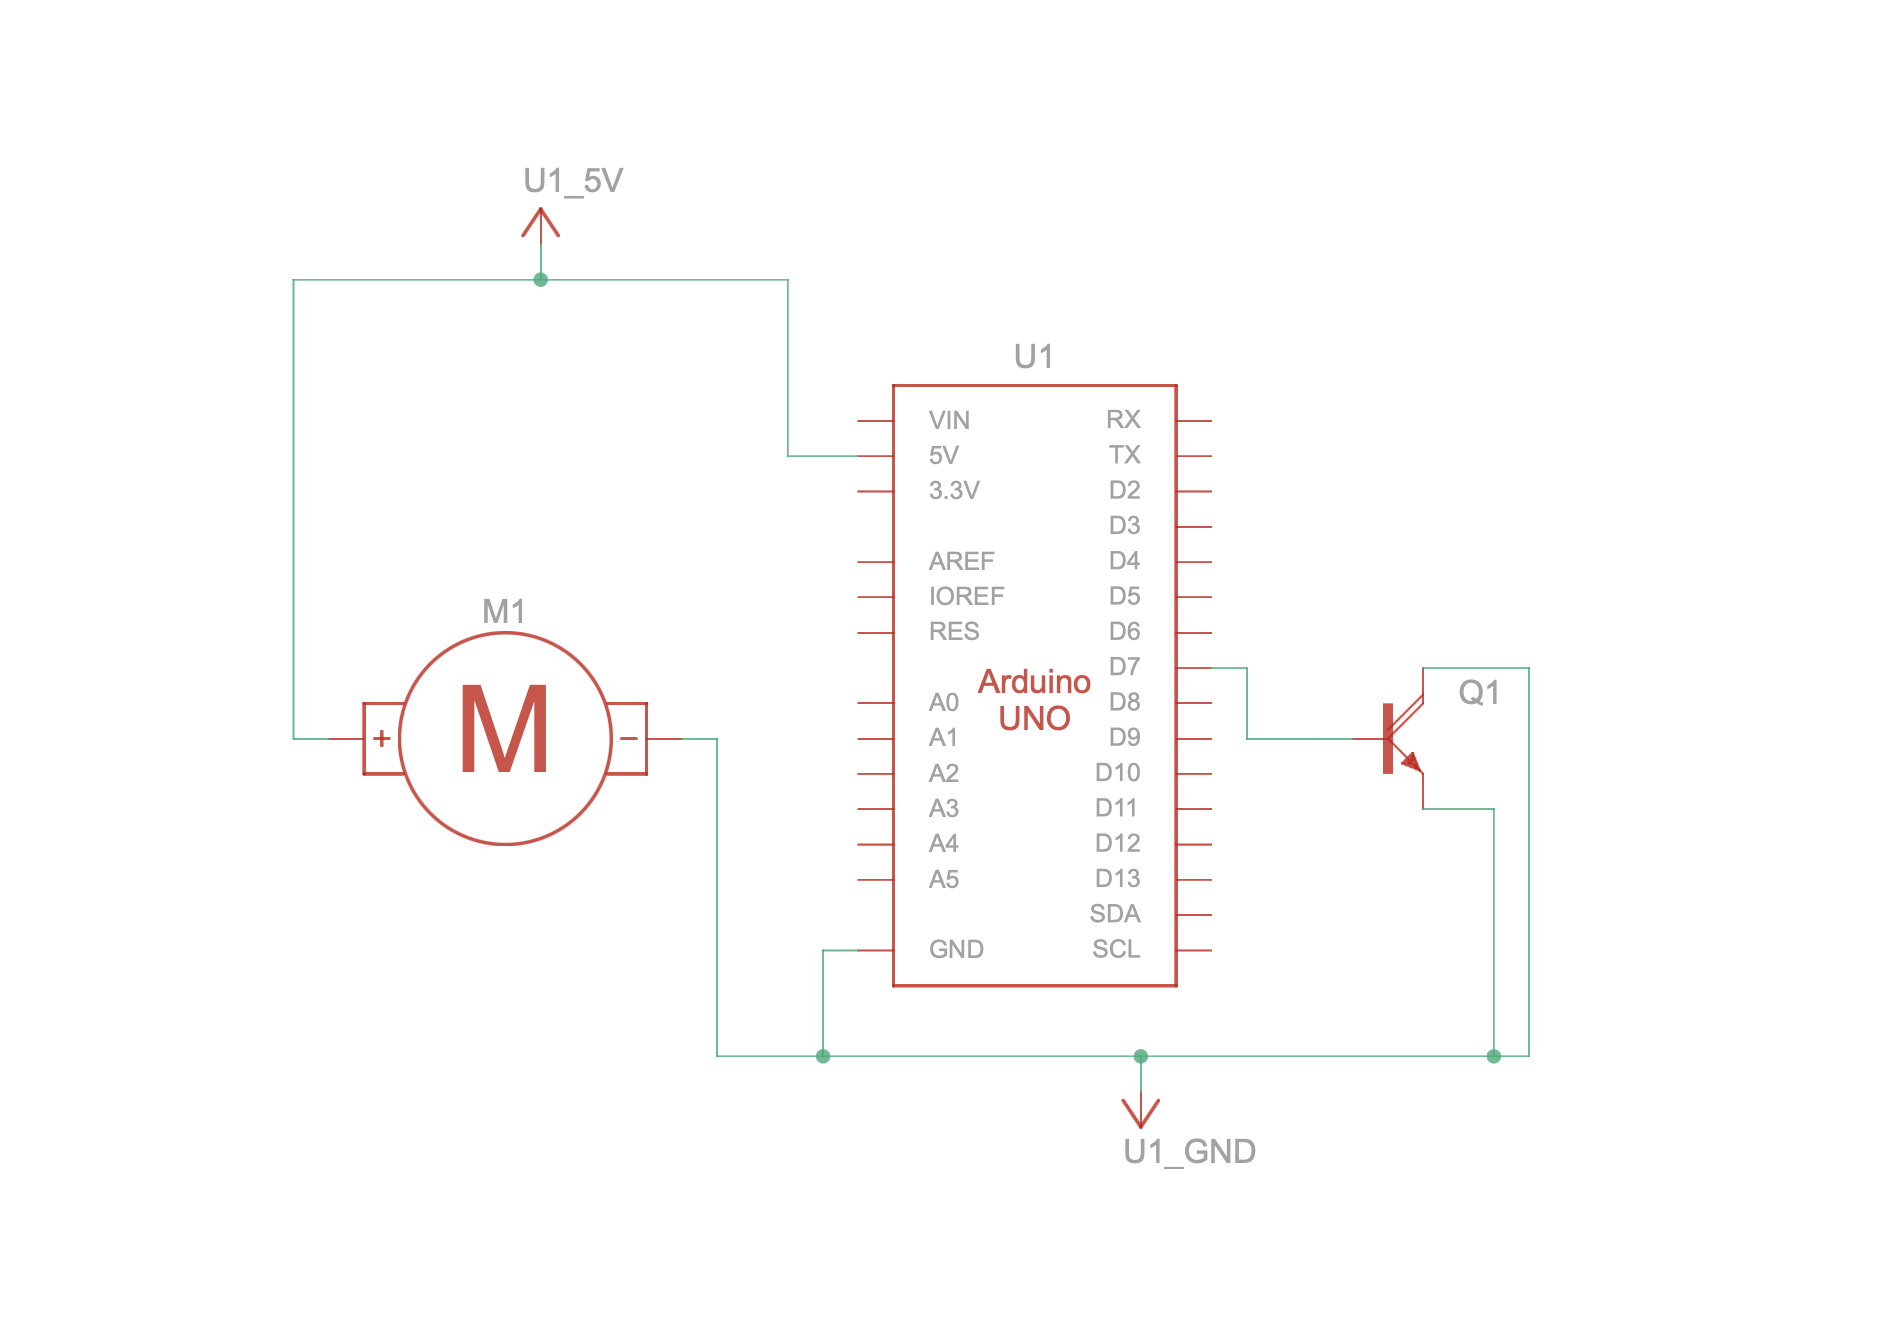 U1_5V
U1
VIN RX
5V TX
3.3V D2
D3
AREF D4
IOREF D5
RES D6
D7
Arduino
UNO
A0 D8
A1 D9
A2 D10
A3 D11
A4 D12
A5 D13
SDA
GND SCL
M1
+ M −
Q1
U1_GND